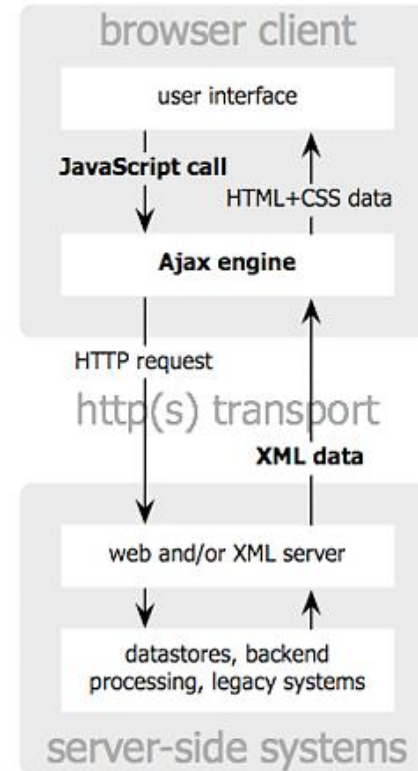 browser client
user interface
JavaScript call
HTML+CSS data
Ajax engine
HTTP request
http(s) transport
XML data
web and/or XML server
datastores, backend
processing, legacy systems
server-side systems